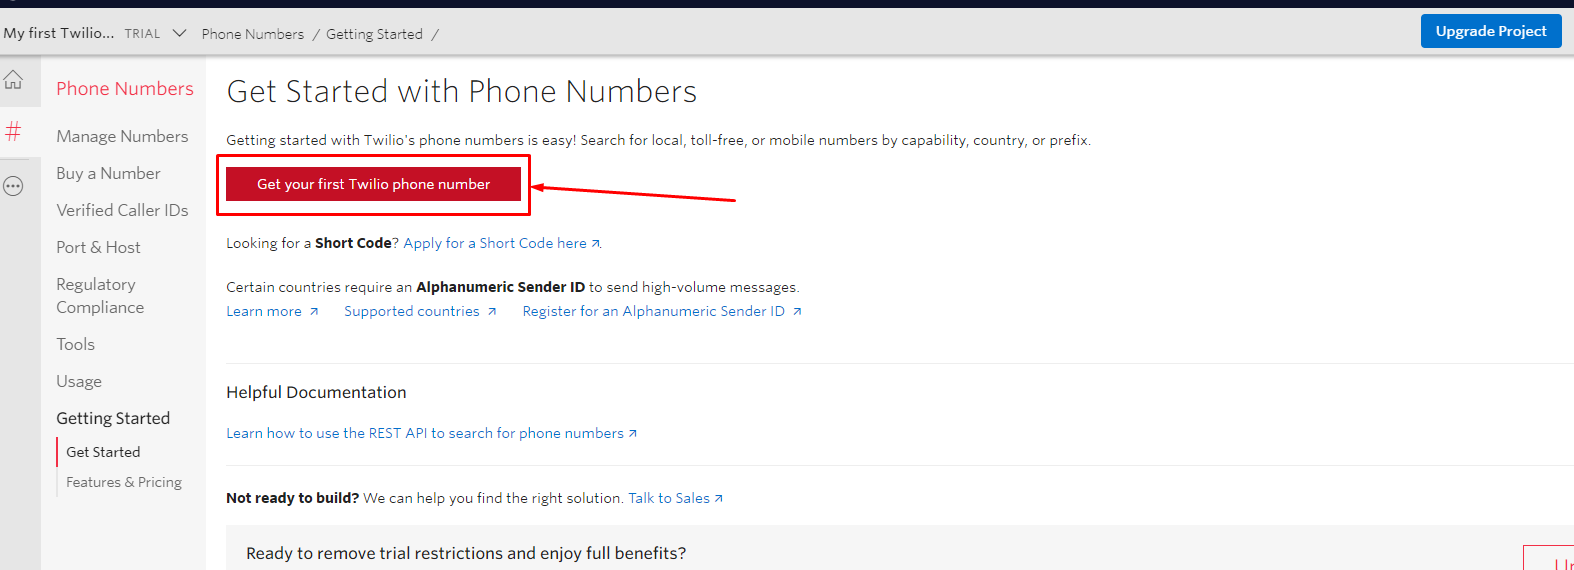 My first Twilio... TRIAL Phone Numbers / Getting Started /
Upgrade Project
Phone Numbers
Manage Numbers
Buy a Number
Verified Caller IDs
Port & Host
Regulatory
Compliance
Tools
Usage
Getting Started
Get Started
Features & Pricing
Get Started with Phone Numbers
Getting started with Twilio's phone numbers is easy! Search for local, toll-free, or mobile numbers by capability, country, or prefix.
Get your first Twilio phone number
Looking for a Short Code? Apply for a Short Code here.
Certain countries require an Alphanumeric Sender ID to send high-volume messages.
Learn more Supported countries Register for an Alphanumeric Sender ID
Helpful Documentation
Learn how to use the REST API to search for phone numbers
Not ready to build? We can help you find the right solution. Talk to Sales
Ready to remove trial restrictions and enjoy full benefits?